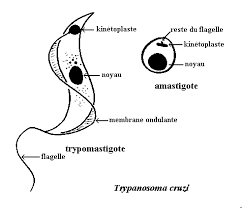 kinétoplaste
noyau
membrane ondulante
trypomastigote
flagelle
reste du flagelle
kinétoplaste
noyau
amastigote
Trypanosoma cruzi